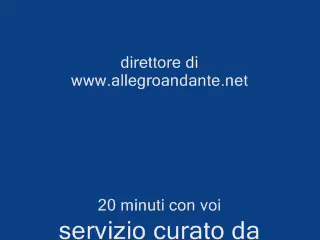 direttore di
www.allegroandante.net
20 minuti con voi
servizio curato da